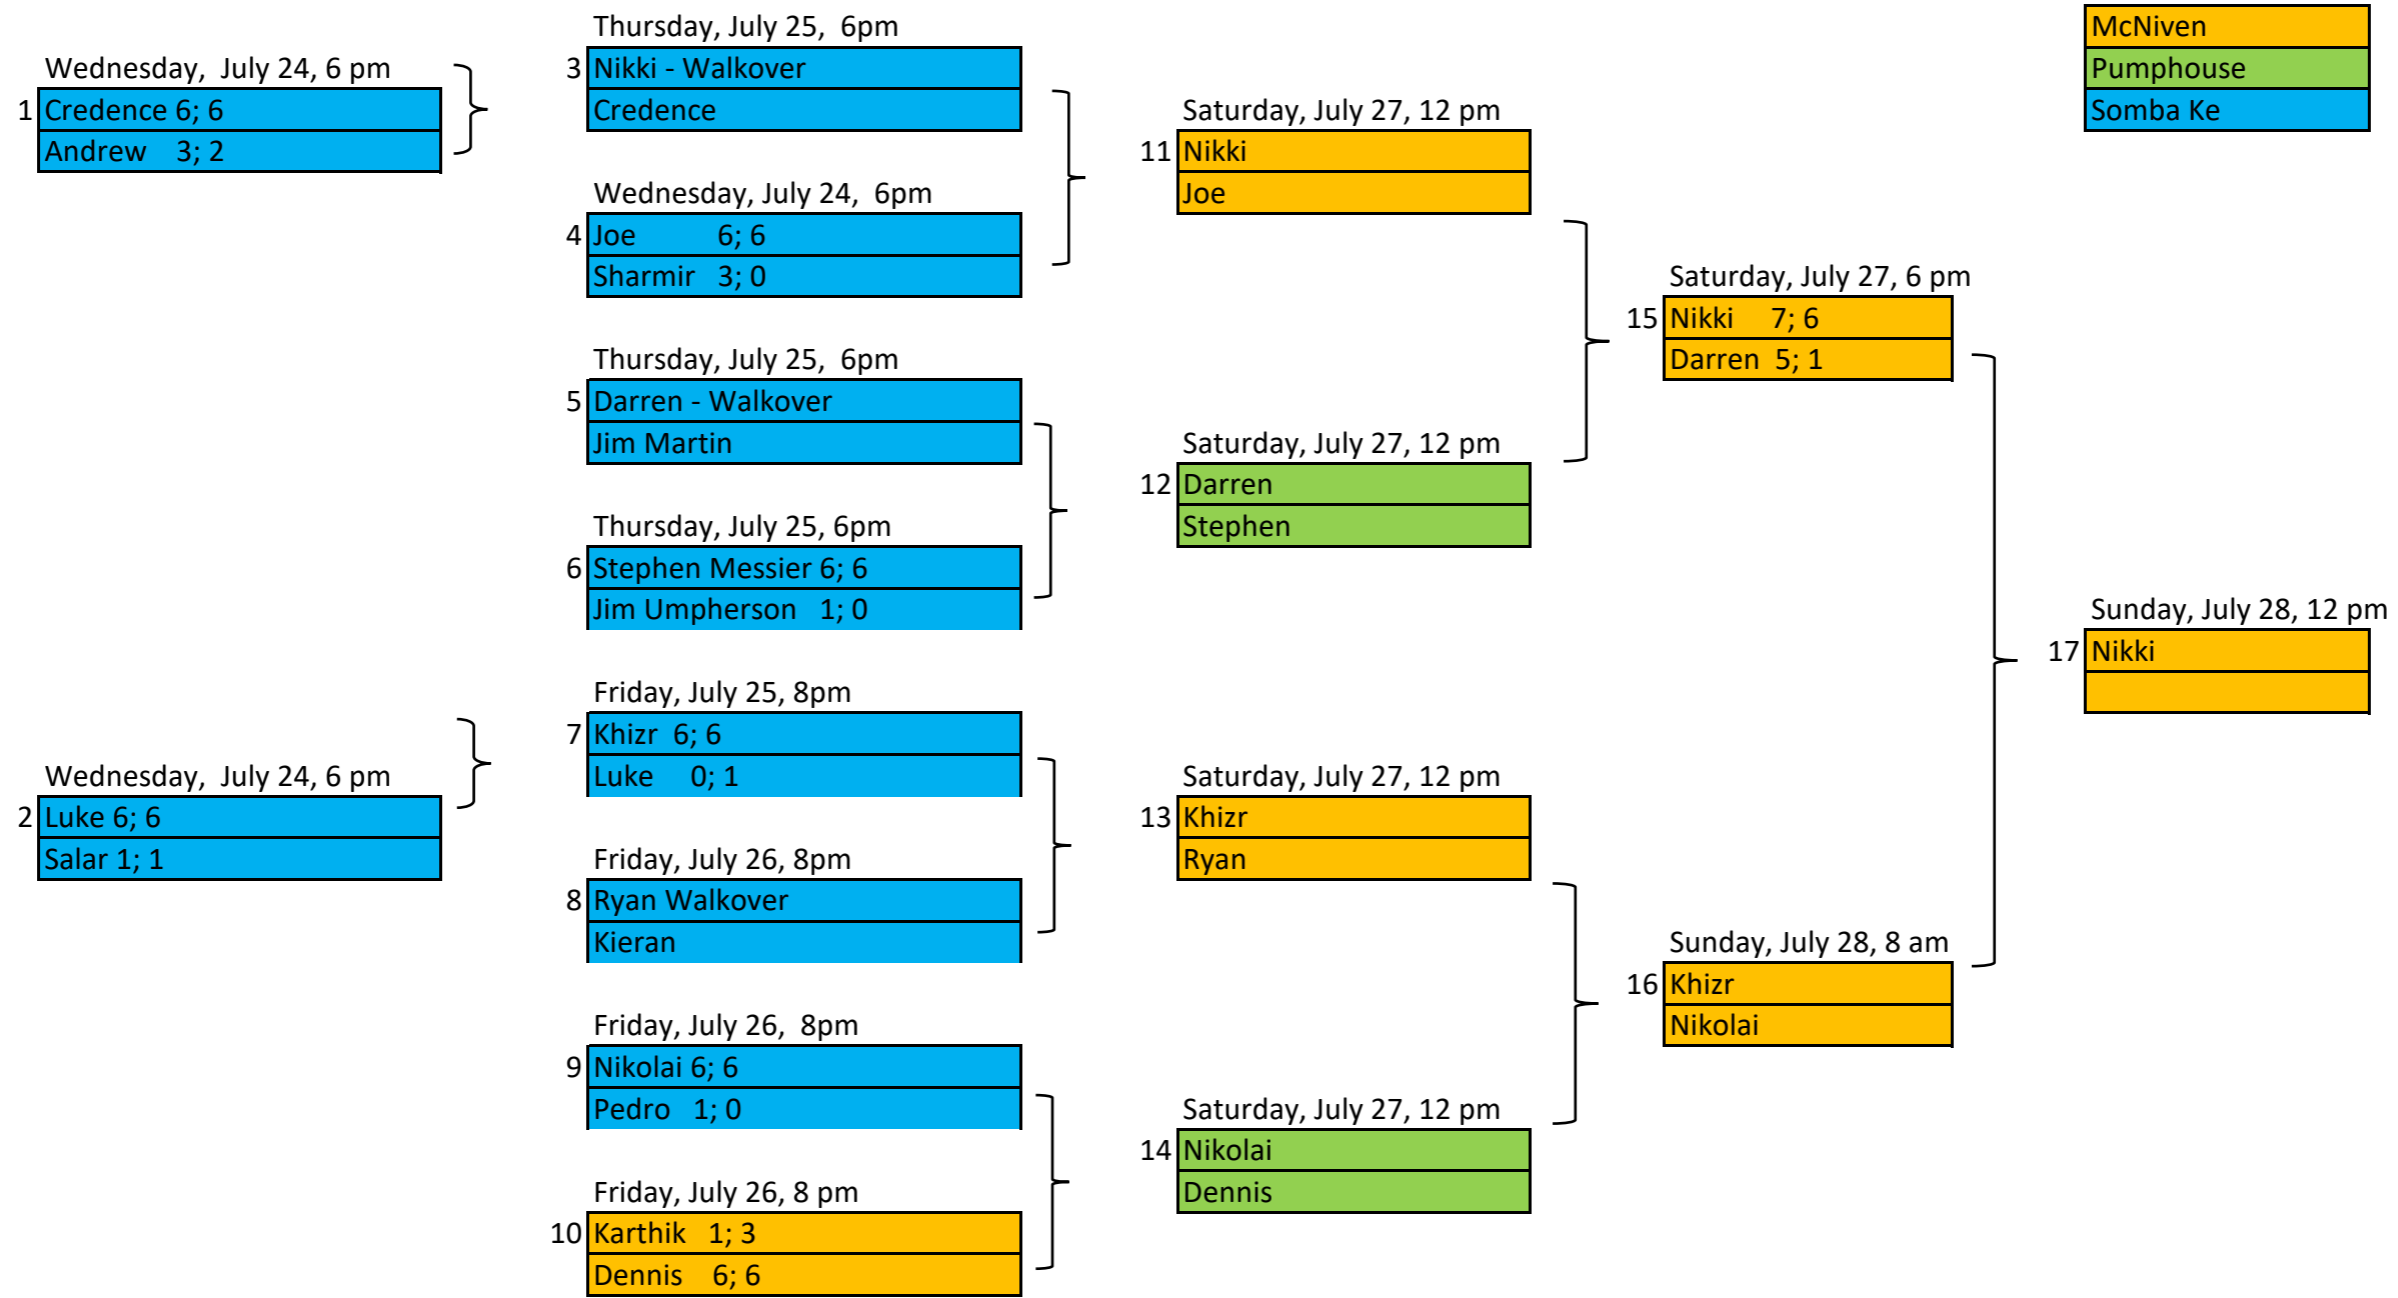 Wednesday,  July 24, 6 pm
1 Credence 6; 6
Andrew    3; 2
Wednesday,  July 24, 6 pm
2 Luke 6; 6
Salar 1; 1
Thursday, July 25,  6pm
3 Nikki - Walkover
Credence
Wednesday, July 24,  6pm
4 Joe          6; 6
Sharmir   3; 0
Thursday, July 25,  6pm
5 Darren - Walkover
Jim Martin
Thursday, July 25, 6pm
6 Stephen Messier 6; 6
Jim Umpherson   1; 0
Friday, July 25, 8pm
7 Khizr  6; 6
Luke     0; 1
Friday, July 26, 8pm
8 Ryan Walkover
Kieran
Friday, July 26,  8pm
9 Nikolai 6; 6
Pedro   1; 0
Friday, July 26, 8 pm
10 Karthik   1; 3
Dennis    6; 6
Saturday, July 27, 12 pm
11 Nikki
Joe
Saturday, July 27, 12 pm
12 Darren
Stephen
Saturday, July 27, 12 pm
13 Khizr
Ryan
Saturday, July 27, 12 pm
14 Nikolai
Dennis
Saturday, July 27, 6 pm
15 Nikki     7; 6
Darren  5; 1
Sunday, July 28, 8 am
16 Khizr
Nikolai
McNiven
Pumphouse
Somba Ke
Sunday, July 28, 12 pm
17 Nikki